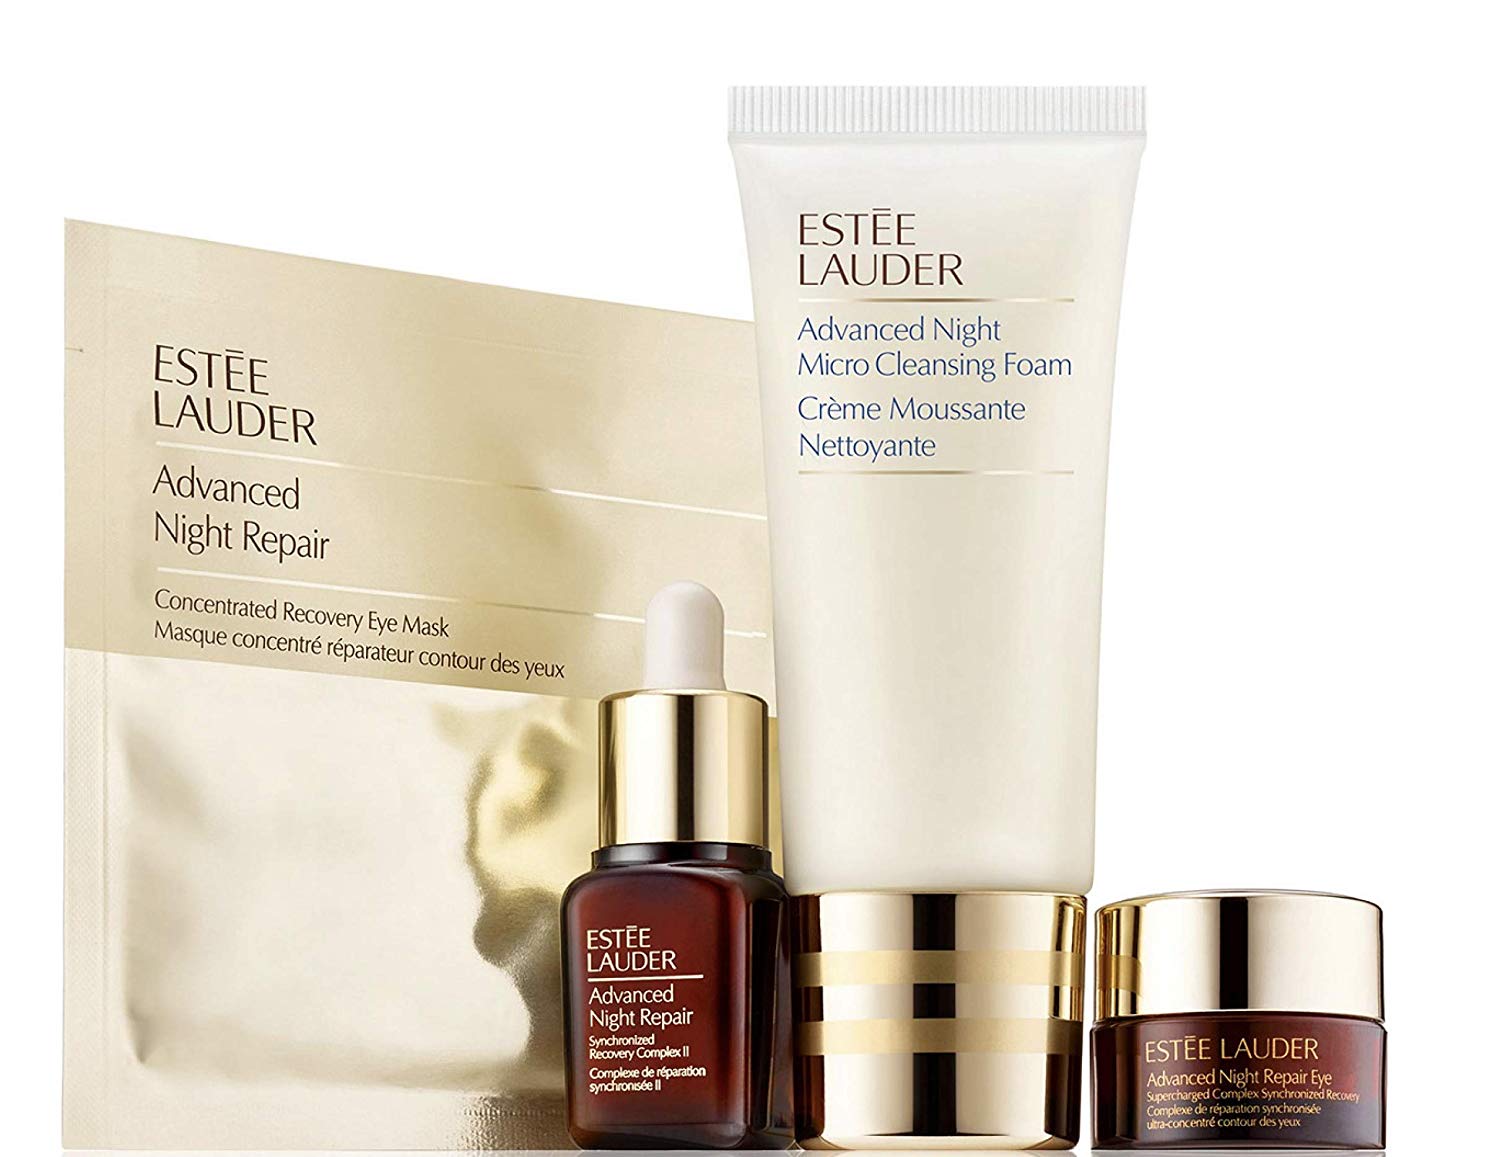 ESTĒE
LAUDER
Advanced
Night Repair
Concentrated Recovery Eye Mask
Masque concentré réparateur contour des yeux
ESTĒE
LAUDER
Advanced
Night Repair
Synchronized
Recovery Complex II
Complexe de réparation
synchronisée II
ESTĒE
LAUDER
Advanced Night
Micro Cleansing Foam
Crème Moussante
Nettoyante
ESTĒE LAUDER
Advanced Night Repair Eye
Supercharged Complex Synchronized Recovery
Complexe de réparation synchronisée
ultra-concentré contour des yeux